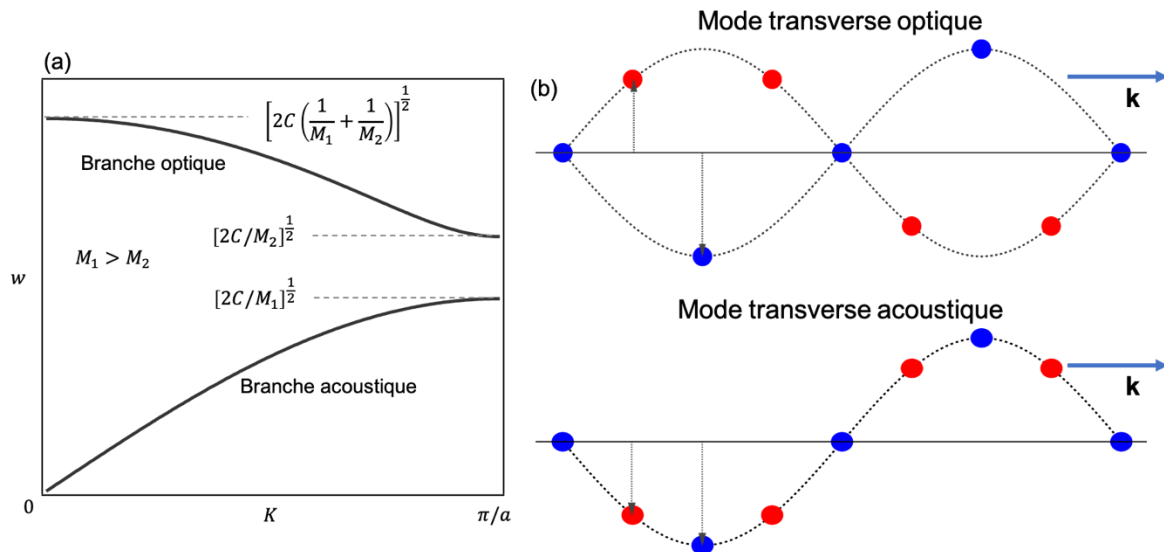 (a)
[2C(1/M₁ + 1/M₂)]^½
Branche optique
[2C/M₂]^½
M₁ > M₂
w
[2C/M₁]^½
Branche acoustique
0
K
π/a
Mode transverse optique
(b)
k
Mode transverse acoustique
k